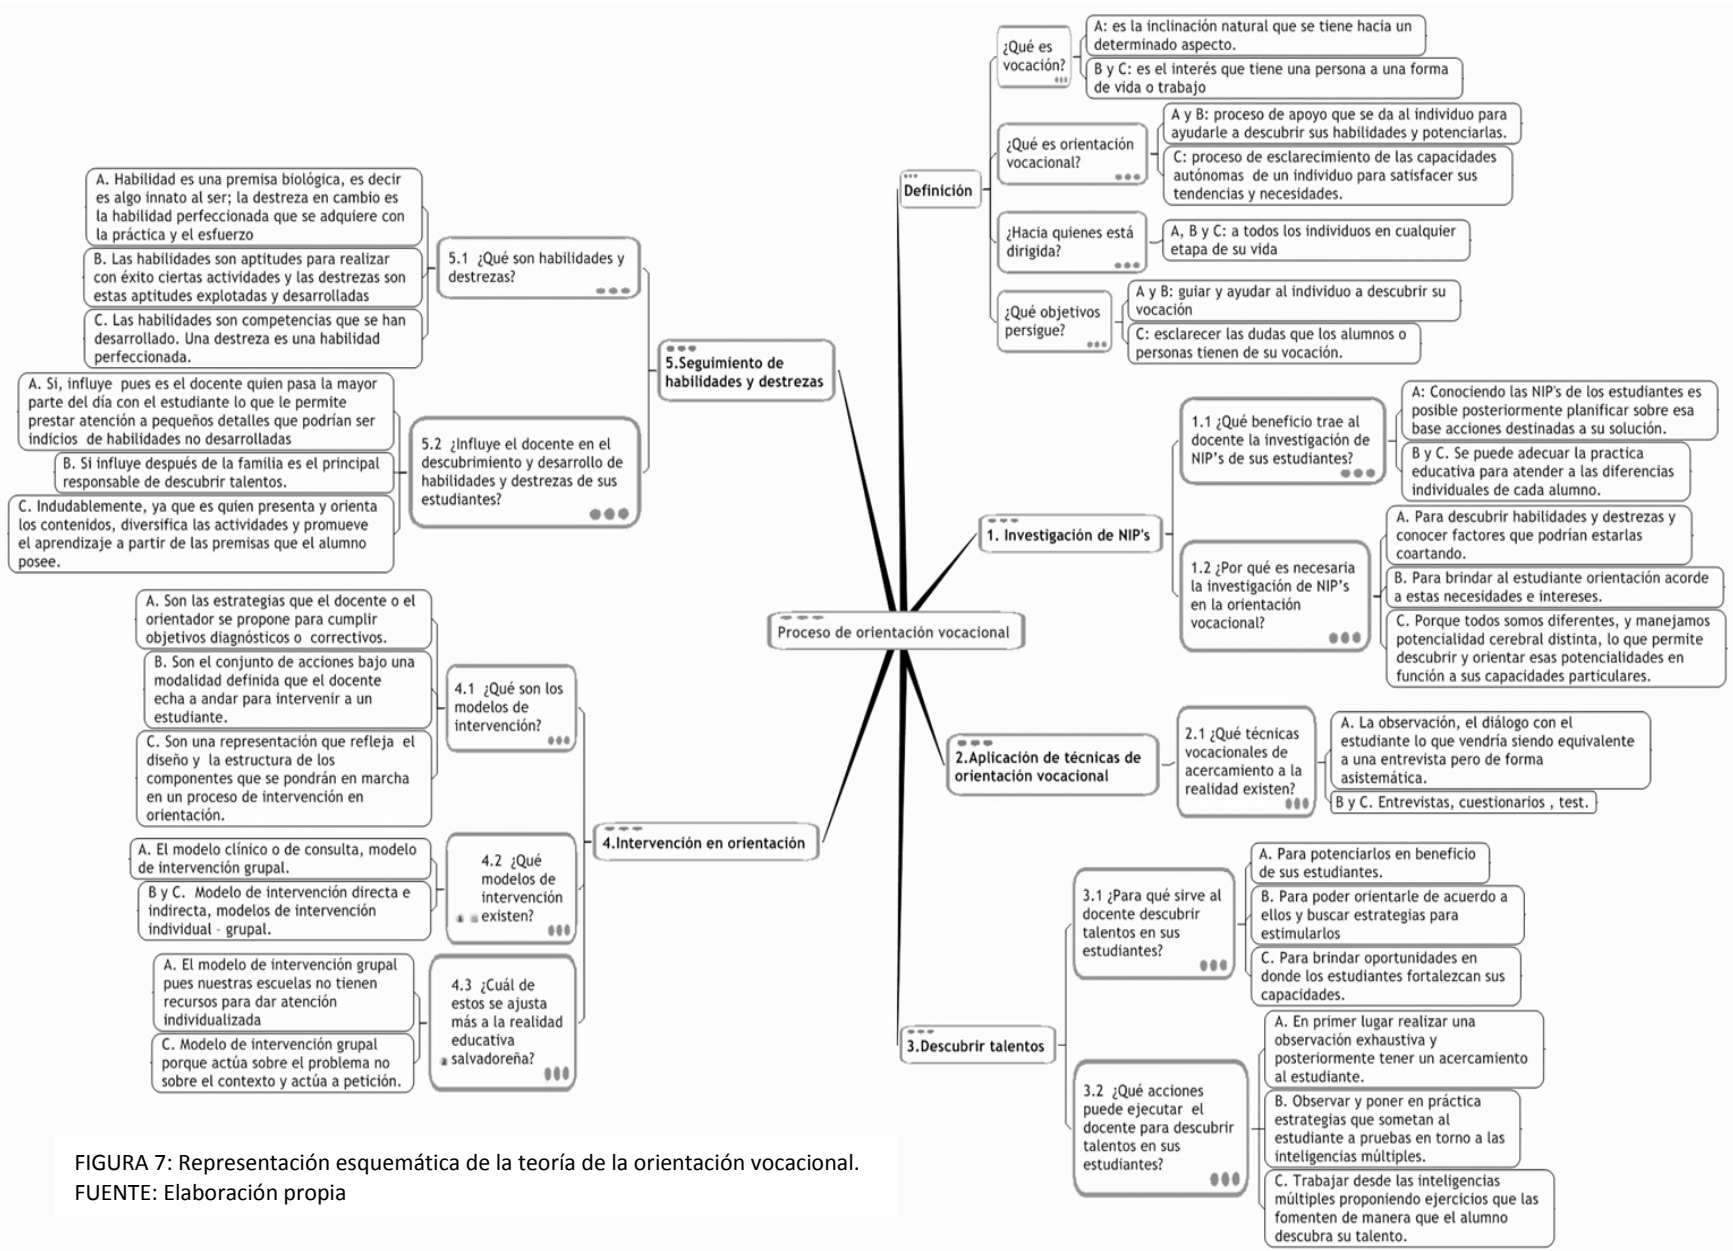 Proceso de orientación vocacional
Definición
¿Qué es
vocación?
A: es la inclinación natural que se tiene hacia un
determinado aspecto.
B y C: es el interés que tiene una persona a una forma
de vida o trabajo
¿Qué es orientación
vocacional?
A y B: proceso de apoyo que se da al individuo para
ayudarle a descubrir sus habilidades y potenciarlas.
C: proceso de esclarecimiento de las capacidades
autónomas de un individuo para satisfacer sus
tendencias y necesidades.
¿Hacia quienes está
dirigida?
A, B y C: a todos los individuos en cualquier
etapa de su vida
¿Qué objetivos
persigue?
A y B: guiar y ayudar al individuo a descubrir su
vocación
C: esclarecer las dudas que los alumnos o
personas tienen de su vocación.
1. Investigación de NIP's
1.1 ¿Qué beneficio trae al
docente la investigación de
NIP's de sus estudiantes?
A: Conociendo las NIP's de los estudiantes es
posible posteriormente planificar sobre esa
base acciones destinadas a su solución.
B y C. Se puede adecuar la practica
educativa para atender a las diferencias
individuales de cada alumno.
1.2 ¿Por qué es necesaria
la investigación de NIP's
en la orientación
vocacional?
A. Para descubrir habilidades y destrezas y
conocer factores que podrían estarlas
coartando.
B. Para brindar al estudiante orientación acorde
a estas necesidades e intereses.
C. Porque todos somos diferentes, y manejamos
potencialidad cerebral distinta, lo que permite
descubrir y orientar esas potencialidades en
función a sus capacidades particulares.
2.Aplicación de técnicas de
orientación vocacional
2.1 ¿Qué técnicas
vocacionales de
acercamiento a la
realidad existen?
A. La observación, el diálogo con el
estudiante lo que vendría siendo equivalente
a una entrevista pero de forma
asistemática.
B y C. Entrevistas, cuestionarios , test.
3.Descubrir talentos
3.1 ¿Para qué sirve al
docente descubrir
talentos en sus
estudiantes?
A. Para potenciarlos en beneficio
de sus estudiantes.
B. Para poder orientarle de acuerdo a
ellos y buscar estrategias para
estimularlos
C. Para brindar oportunidades en
donde los estudiantes fortalezcan sus
capacidades.
3.2 ¿Qué acciones
puede ejecutar el
docente para descubrir
talentos en sus
estudiantes?
A. En primer lugar realizar una
observación exhaustiva y
posteriormente tener un acercamiento
al estudiante.
B. Observar y poner en práctica
estrategias que sometan al
estudiante a pruebas en torno a las
inteligencias múltiples.
C. Trabajar desde las inteligencias
múltiples proponiendo ejercicios que las
fomenten de manera que el alumno
descubra su talento.
4.Intervención en orientación
4.1 ¿Qué son los
modelos de
intervención?
A. Son las estrategias que el docente o el
orientador se propone para cumplir
objetivos diagnósticos o correctivos.
B. Son el conjunto de acciones bajo una
modalidad definida que el docente
echa a andar para intervenir a un
estudiante.
C. Son una representación que refleja el
diseño y la estructura de los
componentes que se pondrán en marcha
en un proceso de intervención en
orientación.
4.2 ¿Qué
modelos de
intervención
existen?
A. El modelo clínico o de consulta, modelo
de intervención grupal.
B y C. Modelo de intervención directa e
indirecta, modelos de intervención
individual - grupal.
4.3 ¿Cuál de
estos se ajusta
más a la realidad
educativa
salvadoreña?
A. El modelo de intervención grupal
pues nuestras escuelas no tienen
recursos para dar atención
individualizada
C. Modelo de intervención grupal
porque actúa sobre el problema no
sobre el contexto y actúa a petición.
5.Seguimiento de
habilidades y destrezas
5.1 ¿Qué son habilidades y
destrezas?
A. Habilidad es una premisa biológica, es decir
es algo innato al ser; la destreza en cambio es
la habilidad perfeccionada que se adquiere con
la práctica y el esfuerzo
B. Las habilidades son aptitudes para realizar
con éxito ciertas actividades y las destrezas son
estas aptitudes explotadas y desarrolladas
C. Las habilidades son competencias que se han
desarrollado. Una destreza es una habilidad
perfeccionada.
5.2 ¿Influye el docente en el
descubrimiento y desarrollo de
habilidades y destrezas de sus
estudiantes?
A. Si, influye pues es el docente quien pasa la mayor
parte del día con el estudiante lo que le permite
prestar atención a pequeños detalles que podrían ser
indicios de habilidades no desarrolladas
B. Si influye después de la familia es el principal
responsable de descubrir talentos.
C. Indudablemente, ya que es quien presenta y orienta
los contenidos, diversifica las actividades y promueve
el aprendizaje a partir de las premisas que el alumno
posee.
FIGURA 7: Representación esquemática de la teoría de la orientación vocacional.
FUENTE: Elaboración propia